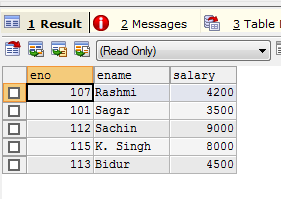 1 Result 2 Messages 3 Table
(Read Only)
eno ename salary
107 Rashmi 4200
101 Sagar 3500
112 Sachin 9000
115 K. Singh 8000
113 Bidur 4500